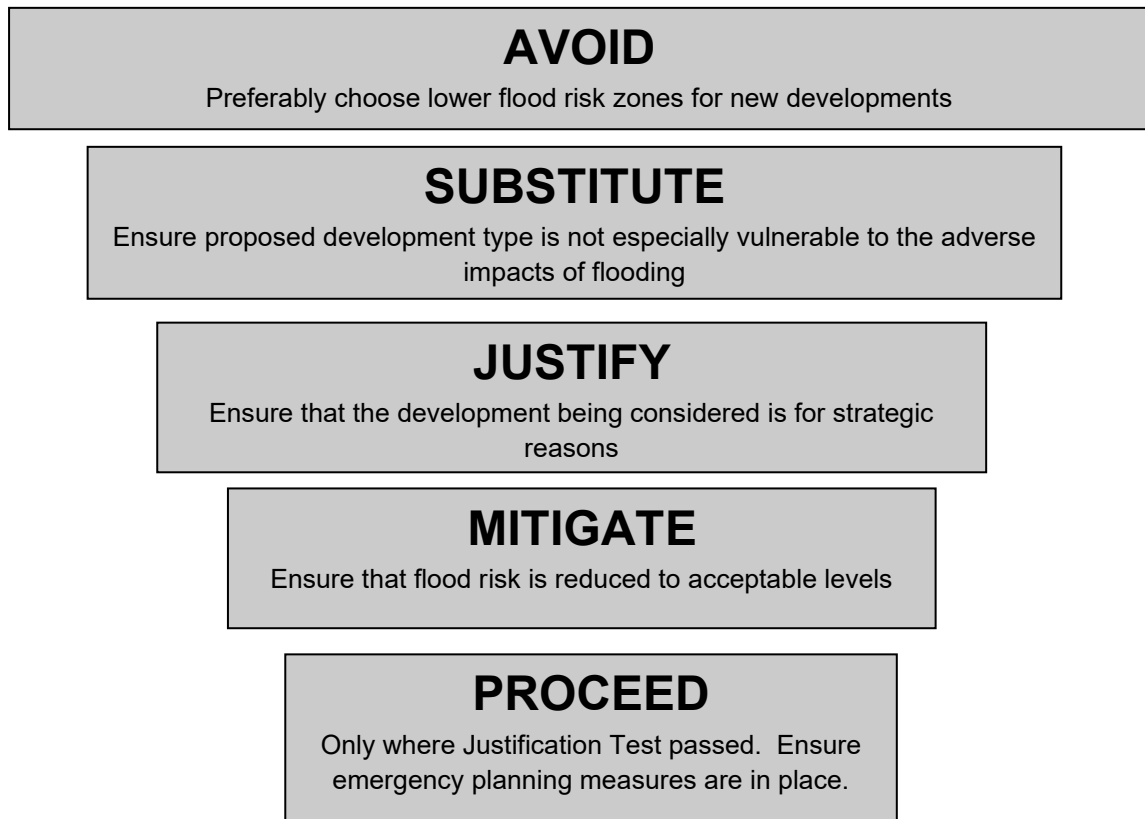 AVOID
Preferably choose lower flood risk zones for new developments
SUBSTITUTE
Ensure proposed development type is not especially vulnerable to the adverse
impacts of flooding
JUSTIFY
Ensure that the development being considered is for strategic
reasons
MITIGATE
Ensure that flood risk is reduced to acceptable levels
PROCEED
Only where Justification Test passed.  Ensure
emergency planning measures are in place.